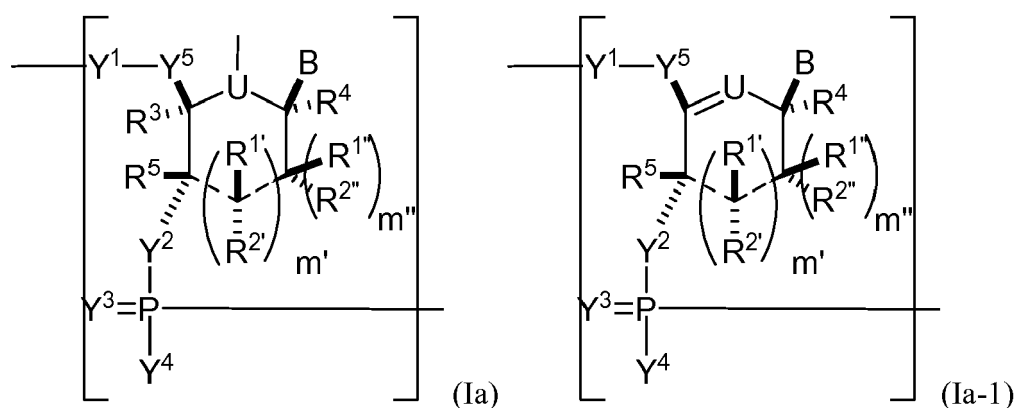 Y¹ Y⁵ U B R³ R⁴ R⁵ R¹' R¹" R²" m" R²' m' Y² Y³=P Y⁴ (Ia)
Y¹ Y⁵ U B R⁴ R⁵ R¹' R¹" R²" m" R²' m' Y² Y³=P Y⁴ (Ia-1)